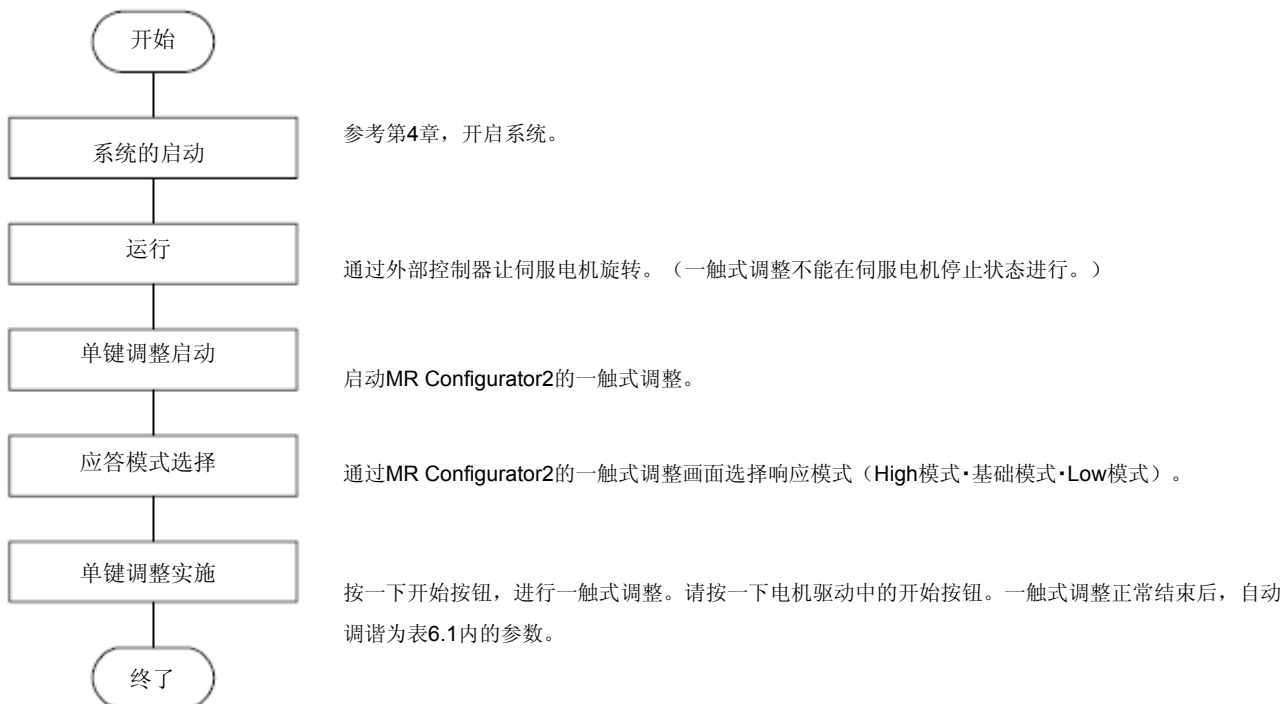 开始
系统的启动
参考第4章，开启系统。
运行
通过外部控制器让伺服电机旋转。（一触式调整不能在伺服电机停止状态进行。）
单键调整启动
启动MR Configurator2的一触式调整。
应答模式选择
通过MR Configurator2的一触式调整画面选择响应模式（High模式･基础模式･Low模式）。
单键调整实施
按一下开始按钮，进行一触式调整。请按一下电机驱动中的开始按钮。一触式调整正常结束后，自动
调谐为表6.1内的参数。
终了